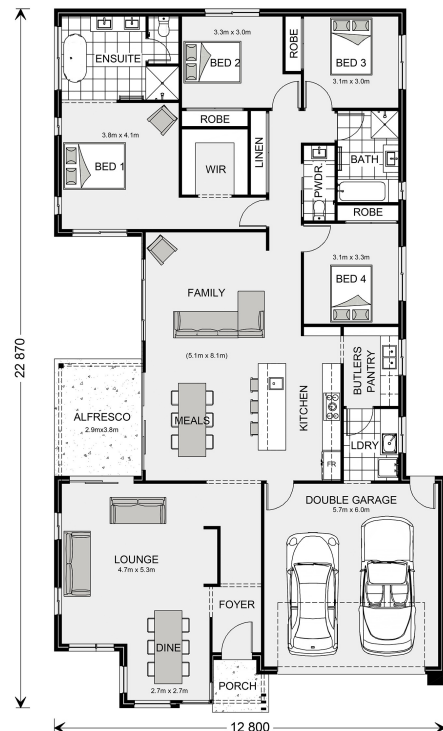 ENSUITE
3.3m x 3.0m
BED 2
ROBE
BED 3
3.1m x 3.0m
3.8m x 4.1m
BED 1
ROBE
WIR
LINEN
PWDR.
BATH
ROBE
3.1m x 3.3m
BED 4
FAMILY
(5.1m x 8.1m)
BUTLERS
PANTRY
KITCHEN
MEALS
ALFRESCO
2.9mx3.8m
LDRY
FR
DOUBLE GARAGE
5.7m x 6.0m
LOUNGE
4.7m x 5.3m
FOYER
DINE
2.7m x 2.7m
PORCH
22 870
12 800